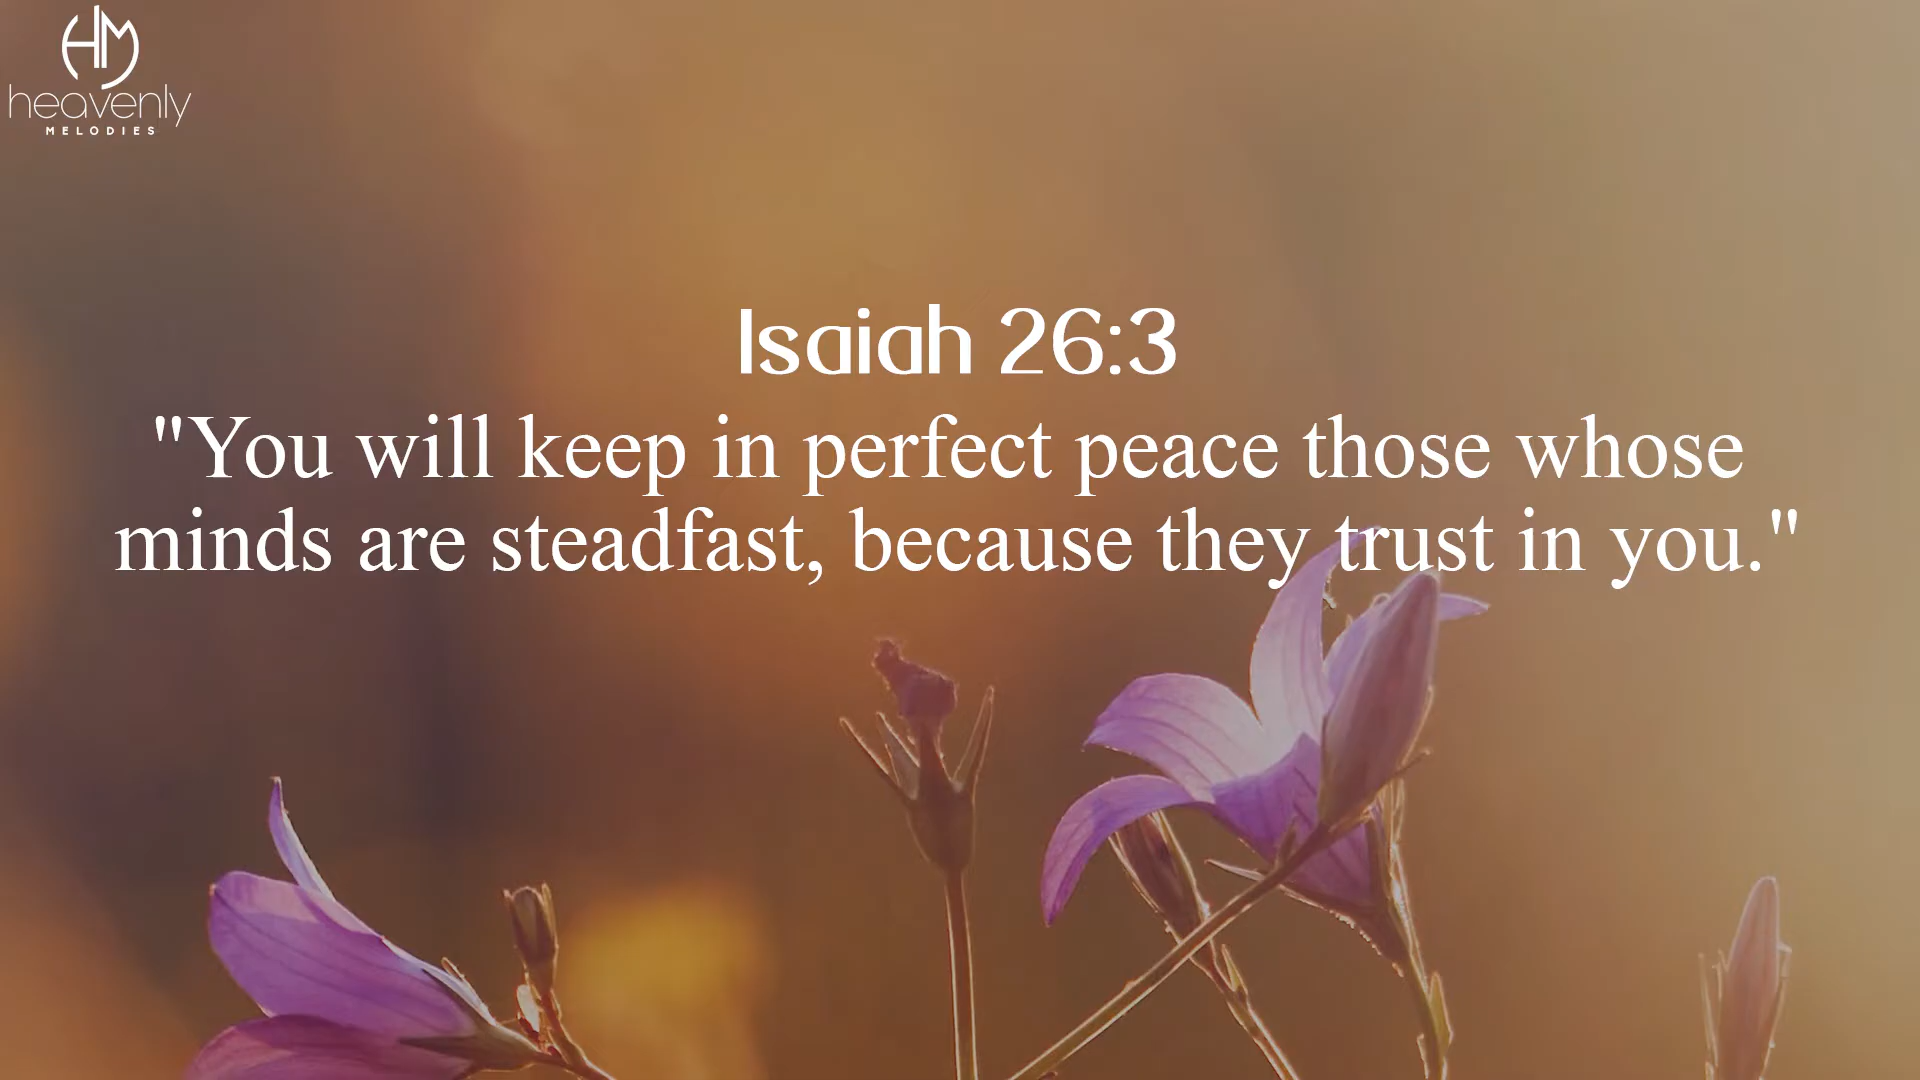 HM
heavenly
MELODIES
Isaiah 26:3
"You will keep in perfect peace those whose
minds are steadfast, because they trust in you."